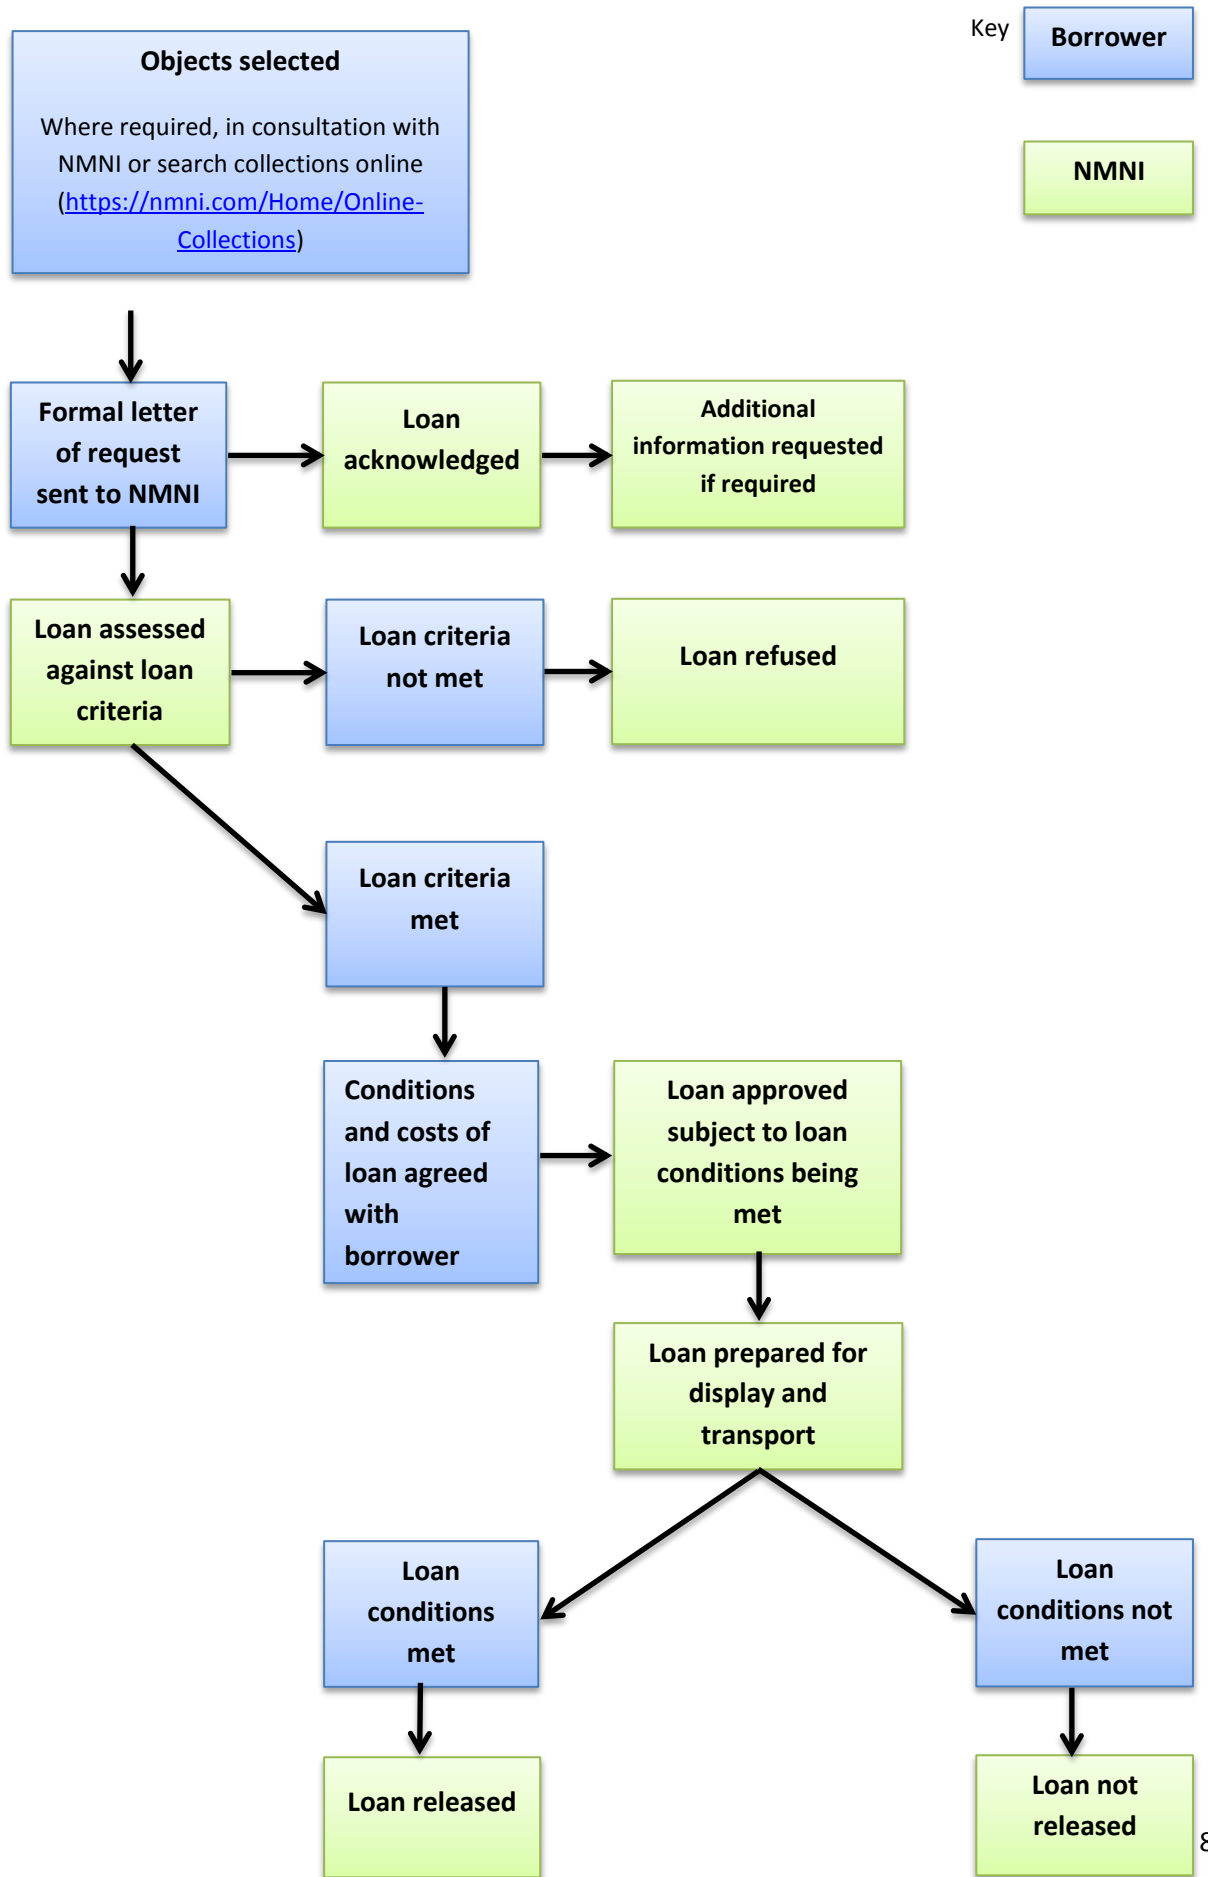 Key
Borrower
NMNI
Objects selected
Where required, in consultation with
NMNI or search collections online
(https://nmni.com/Home/Online-
Collections)
Formal letter
of request
sent to NMNI
Loan
acknowledged
Additional
information requested
if required
Loan assessed
against loan
criteria
Loan criteria
not met
Loan refused
Loan criteria
met
Conditions
and costs of
loan agreed
with
borrower
Loan approved
subject to loan
conditions being
met
Loan prepared for
display and
transport
Loan
conditions
met
Loan
conditions not
met
Loan released
Loan not
released
8